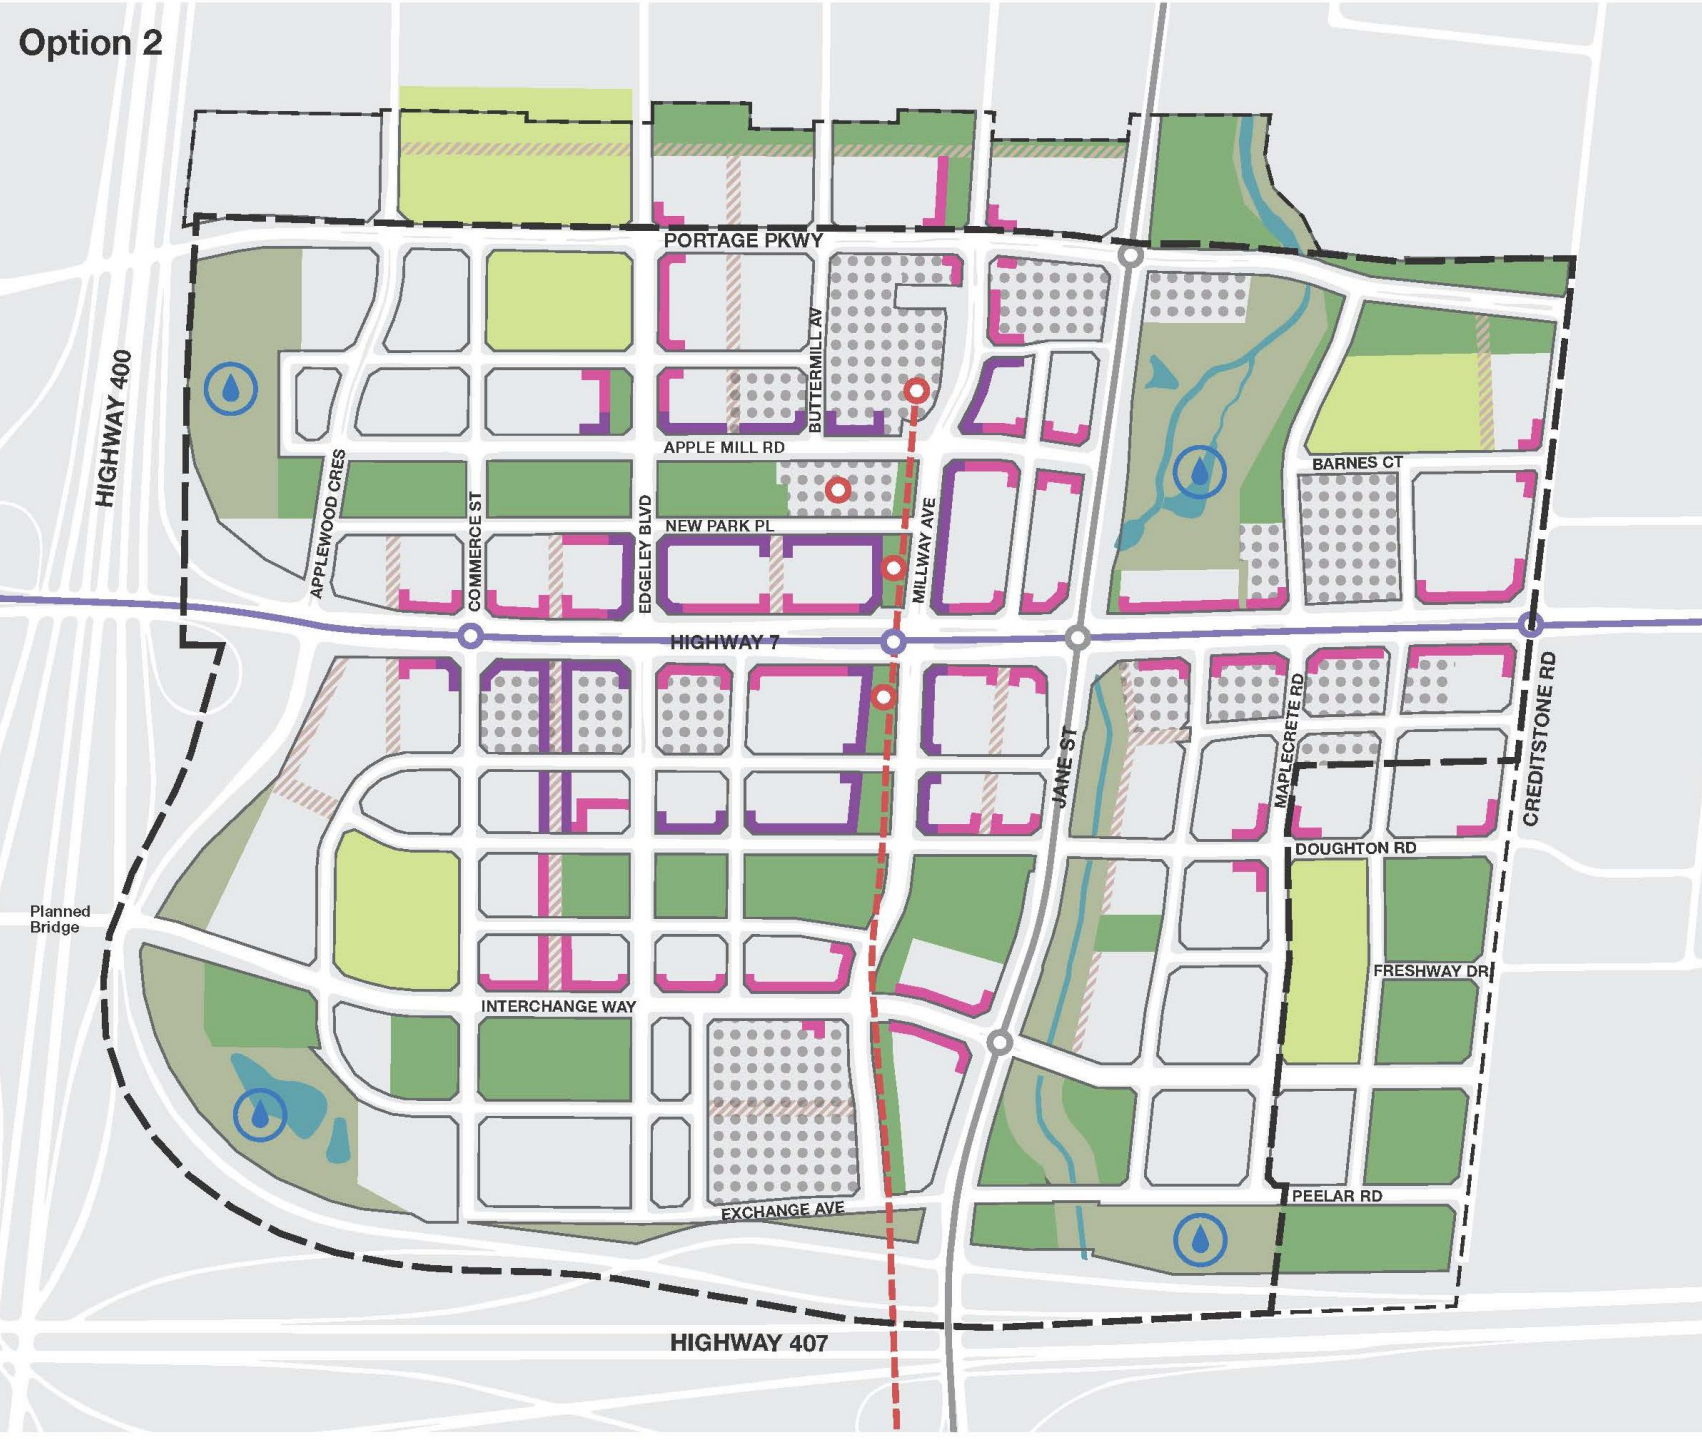 Option 2
PORTAGE PKWY
HIGHWAY 400
BUTTERMILL AV
APPLE MILL RD
BARNES CT
APPLEWOOD CRES
COMMERCE ST
EDGELEY BLVD
NEW PARK PL
MILLWAY AVE
HIGHWAY 7
JANE ST
MAPLECRETE RD
CREDITSTONE RD
DOUGHTON RD
Planned
Bridge
FRESHWAY DR
INTERCHANGE WAY
PEELAR RD
EXCHANGE AVE
HIGHWAY 407